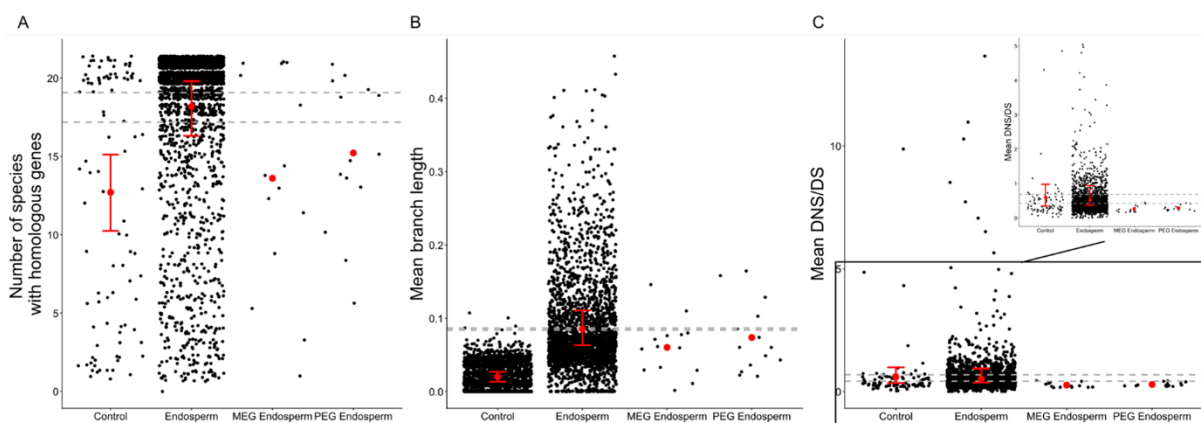 A
Number of species
with homologous genes
20
15
10
5
0
Control Endosperm MEG Endosperm PEG Endosperm
B
Mean branch length
0.4
0.3
0.2
0.1
0.0
Control Endosperm MEG Endosperm PEG Endosperm
C
Mean DNS/DS
10
5
0
Control Endosperm MEG Endosperm PEG Endosperm
Mean DNS/DS
5
4
3
2
1
0
Control Endosperm MEG Endosperm PEG Endosperm